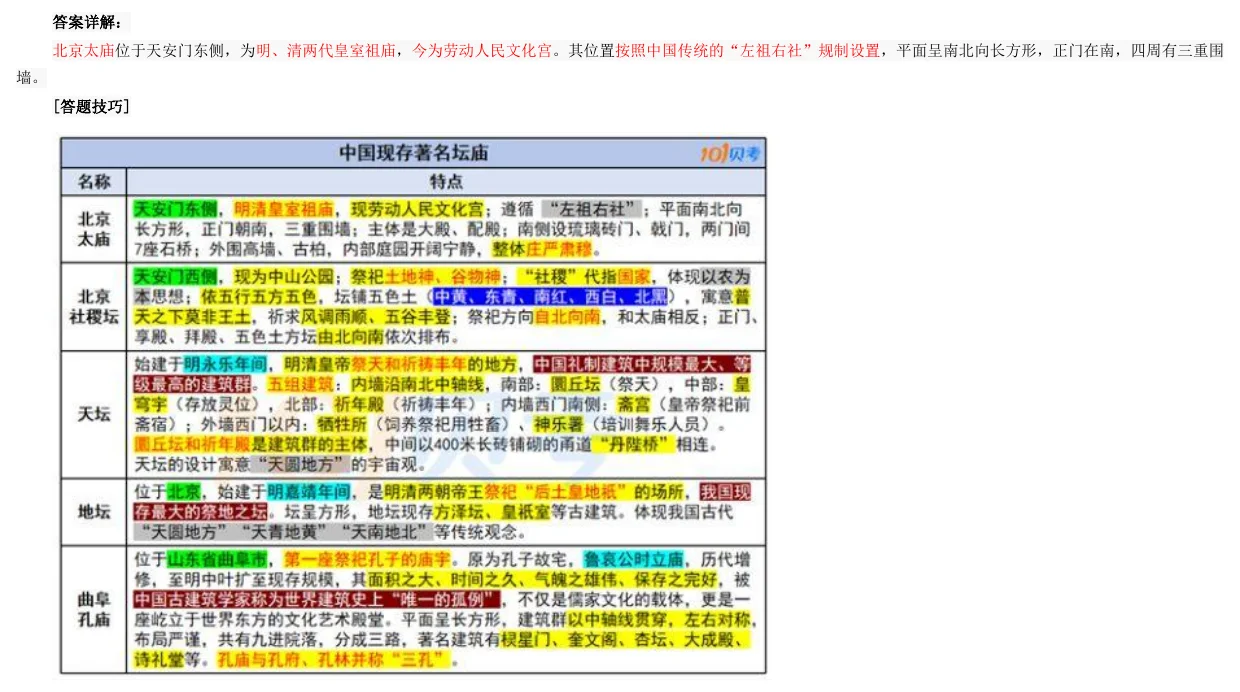 答案详解：
北京太庙位于天安门东侧，为明、清两代皇室祖庙，今为劳动人民文化宫。其位置按照中国传统的“左祖右社”规制设置，平面呈南北向长方形，正门在南，四周有三重围
墙。
[答题技巧]
中国现存著名坛庙
101贝考
名称
特点
北京
太庙
天安门东侧，明清皇室祖庙，现劳动人民文化宫；遵循 “左祖右社” ；平面南北向
长方形，正门朝南，三重围墙；主体是大殿、配殿；南侧设琉璃砖门、戟门，两门间
7座石桥；外围高墙、古柏，内部庭园开阔宁静，整体庄严肃穆。
北京
社稷坛
天安门西侧，现为中山公园；祭祀土地神、谷物神；“社稷”代指国家，体现以农为
本思想；依五行五方五色，坛铺五色土（中黄、东青、南红、西白、北黑），寓意普
天之下莫非王土，祈求风调雨顺、五谷丰登；祭祀方向自北向南，和太庙相反；正门、
享殿、拜殿、五色土方坛由北向南依次排布。
天坛
始建于明永乐年间，明清皇帝祭天和祈祷丰年的地方，中国礼制建筑中规模最大、等
级最高的建筑群。五组建筑：内墙沿南北中轴线，南部：圜丘坛（祭天），中部：皇
穹宇（存放灵位），北部：祈年殿（祈祷丰年）；内墙西门南侧：斋宫（皇帝祭祀前
斋宿）；外墙西门以内：牺牲所（饲养祭祀用牲畜）、神乐署（培训舞乐人员）。
圜丘坛和祈年殿是建筑群的主体，中间以400米长砖铺砌的甬道“丹陛桥”相连。
天坛的设计寓意“天圆地方”的宇宙观。
地坛
位于北京，始建于明嘉靖年间，是明清两朝帝王祭祀“后土皇地祇”的场所，我国现
存最大的祭地之坛。坛呈方形，地坛现存方泽坛、皇祇室等古建筑。体现我国古代
“天圆地方” “天青地黄” “天南地北”等传统观念。
曲阜
孔庙
位于山东省曲阜市，第一座祭祀孔子的庙宇。原为孔子故宅，鲁哀公时立庙，历代增
修，至明中叶扩至现存规模，其面积之大、时间之久、气魄之雄伟、保存之完好，被
中国古建筑学家称为世界建筑史上“唯一的孤例”，不仅是儒家文化的载体，更是一
座屹立于世界东方的文化艺术殿堂。平面呈长方形，建筑群以中轴线贯穿，左右对称，
布局严谨，共有九进院落，分成三路，著名建筑有棂星门、奎文阁、杏坛、大成殿、
诗礼堂等。孔庙与孔府、孔林并称“三孔”。